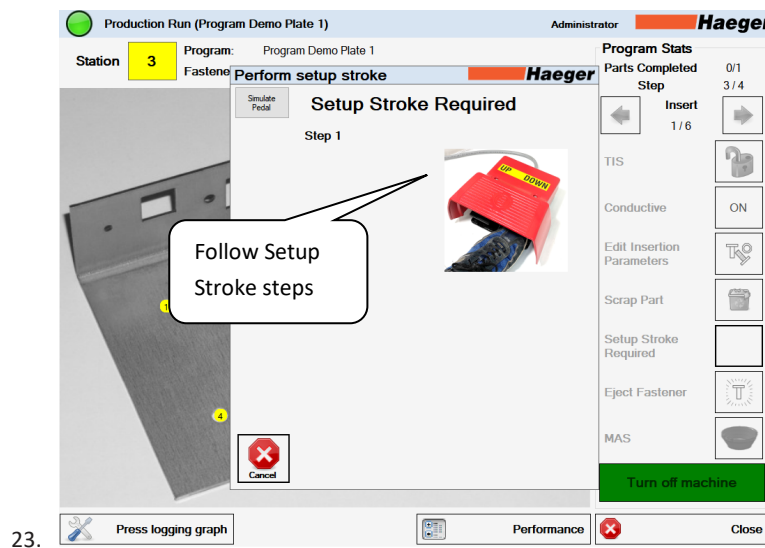 Production Run (Program Demo Plate 1)
Administrator
Haeger
Station
3
Program:
Program Demo Plate 1
Fastene
Perform setup stroke
Haeger
Simulate
Pedal
Setup Stroke Required
Step 1
UP DOWN
Follow Setup
Stroke steps
1
4
Cancel
Program Stats
Parts Completed 0/1
Step 3 / 4
Insert
1 / 6
TIS
Conductive
ON
Edit Insertion
Parameters
Scrap Part
Setup Stroke
Required
Eject Fastener
MAS
Turn off machine
23.
Press logging graph
Performance
Close